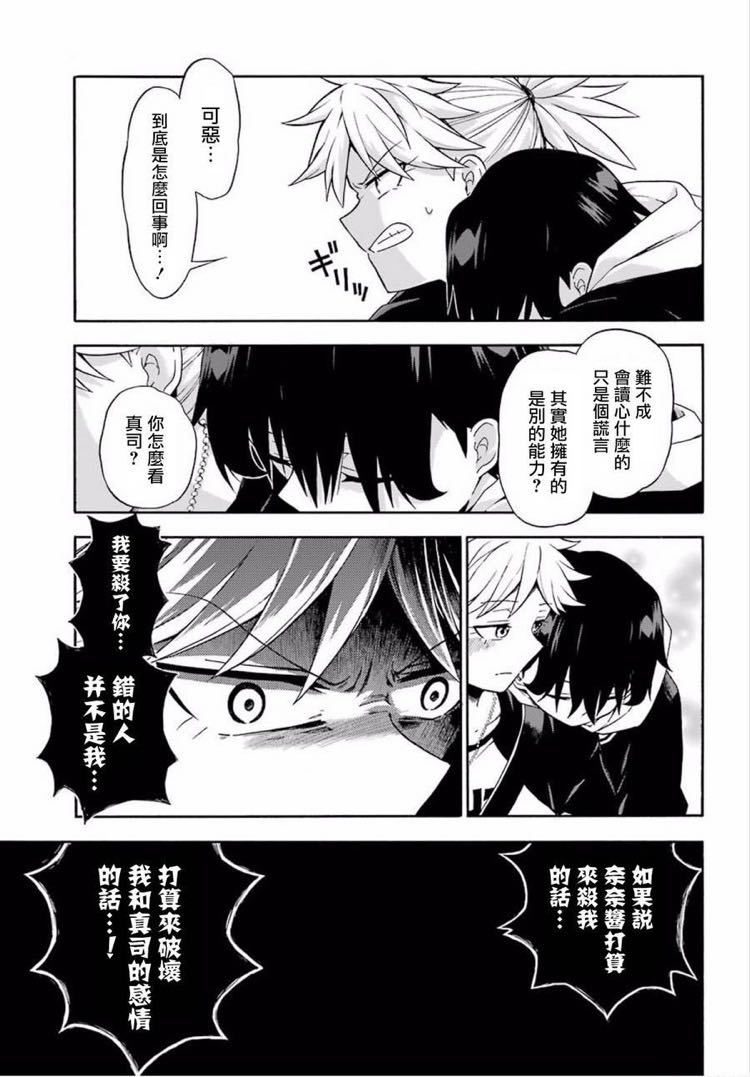 可惡…
到底是怎麼回事啊…！
ギリッ
難不成
會讀心什麼的
只是個謊言
其實她擁有的
是別的能力？
你怎麼看
真司？
我要殺了你…
錯的人
并不是我…
如果說
奈奈醬打算
來殺我
的話…
打算來破壞
我和真司的感情
的話…！